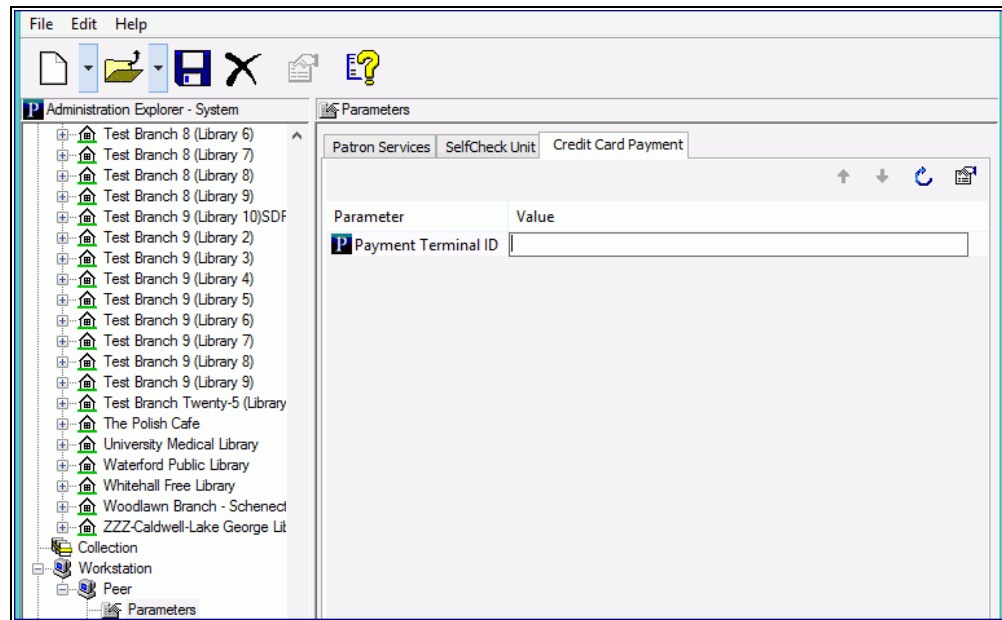 File Edit Help
Administration Explorer - System
Test Branch 8 (Library 6)
Test Branch 8 (Library 7)
Test Branch 8 (Library 8)
Test Branch 8 (Library 9)
Test Branch 9 (Library 10)SDF
Test Branch 9 (Library 2)
Test Branch 9 (Library 3)
Test Branch 9 (Library 4)
Test Branch 9 (Library 5)
Test Branch 9 (Library 6)
Test Branch 9 (Library 7)
Test Branch 9 (Library 8)
Test Branch 9 (Library 9)
Test Branch Twenty-5 (Library
The Polish Cafe
University Medical Library
Waterford Public Library
Whitehall Free Library
Woodlawn Branch - Schenect
ZZZ-Caldwell-Lake George Lib
Collection
Workstation
Peer
Parameters
Parameters
Patron Services SelfCheck Unit Credit Card Payment
Parameter Value
Payment Terminal ID